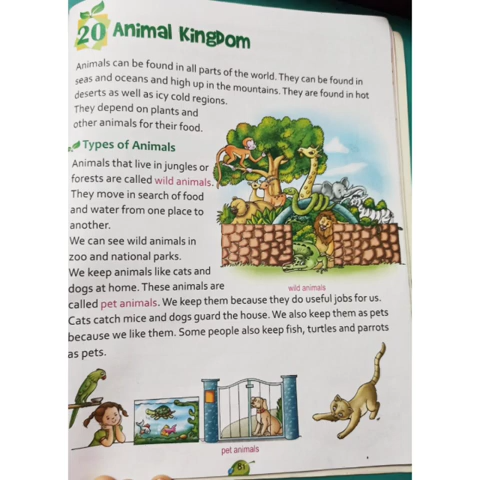 20 Animal Kingdom
Animals can be found in all parts of the world. They can be found in
seas and oceans and high up in the mountains. They are found in hot
deserts as well as icy cold regions.
They depend on plants and
other animals for their food.
Types of Animals
Animals that live in jungles or
forests are called wild animals.
They move in search of food
and water from one place to
another.
We can see wild animals in
zoo and national parks.
We keep animals like cats and
dogs at home. These animals are
called pet animals. We keep them because they do useful jobs for us.
Cats catch mice and dogs guard the house. We also keep them as pets
because we like them. Some people also keep fish, turtles and parrots
as pets.
wild animals
pet animals
81